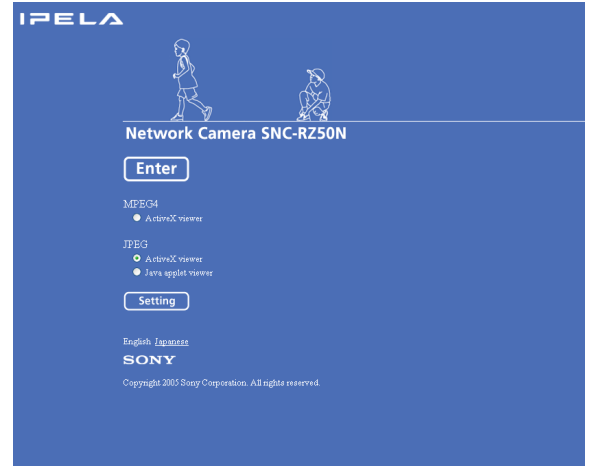 IPELA
Network Camera SNC-RZ50N
Enter
MPEG4
ActiveX viewer
JPEG
ActiveX viewer
Java applet viewer
Setting
English Japanese
SONY
Copyright 2005 Sony Corporation. All rights reserved.